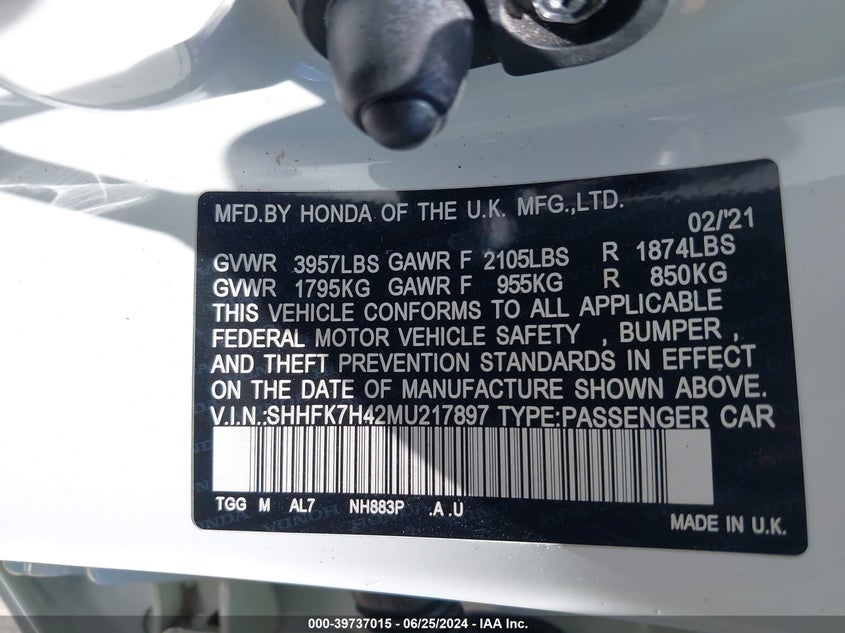 MFD.BY HONDA OF THE U.K. MFG.,LTD.
02/'21
GVWR 3957LBS GAWR F 2105LBS R 1874LBS
GVWR 1795KG GAWR F 955KG R 850KG
THIS VEHICLE CONFORMS TO ALL APPLICABLE
FEDERAL MOTOR VEHICLE SAFETY , BUMPER ,
AND THEFT PREVENTION STANDARDS IN EFFECT
ON THE DATE OF MANUFACTURE SHOWN ABOVE.
V.I.N.:SHHFK7H42MU217897 TYPE:PASSENGER CAR
TGG M AL7 NH883P .A .U
MADE IN U.K.
000-39737015 - 06/25/2024 - IAA Inc.